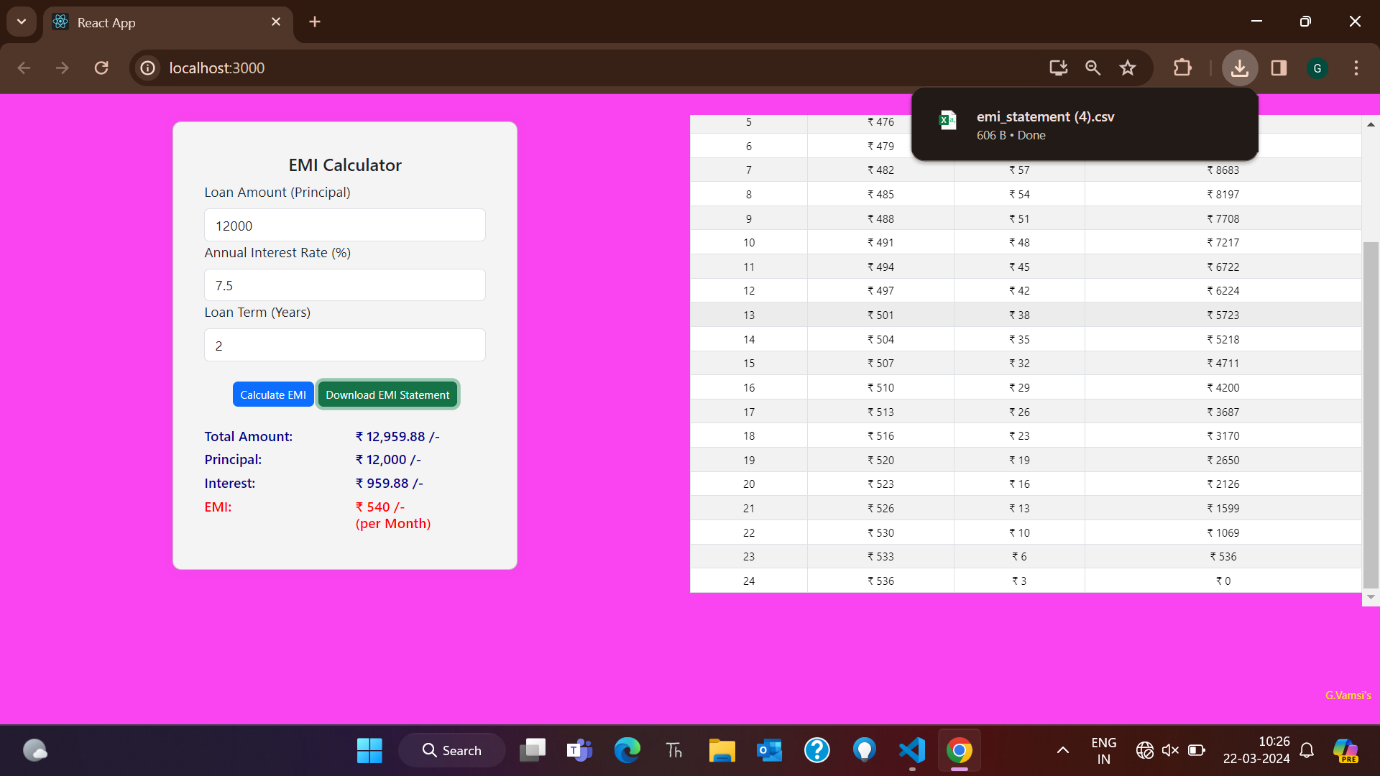 React App
localhost:3000
G
emi_statement (4).csv
606 B • Done
EMI Calculator
Loan Amount (Principal)
12000
Annual Interest Rate (%)
7.5
Loan Term (Years)
2
Calculate EMI Download EMI Statement
Total Amount: ₹ 12,959.88 /-
Principal: ₹ 12,000 /-
Interest: ₹ 959.88 /-
EMI: ₹ 540 /-
(per Month)
5 ₹ 476
6 ₹ 479
7 ₹ 482 ₹ 57 ₹ 8683
8 ₹ 485 ₹ 54 ₹ 8197
9 ₹ 488 ₹ 51 ₹ 7708
10 ₹ 491 ₹ 48 ₹ 7217
11 ₹ 494 ₹ 45 ₹ 6722
12 ₹ 497 ₹ 42 ₹ 6224
13 ₹ 501 ₹ 38 ₹ 5723
14 ₹ 504 ₹ 35 ₹ 5218
15 ₹ 507 ₹ 32 ₹ 4711
16 ₹ 510 ₹ 29 ₹ 4200
17 ₹ 513 ₹ 26 ₹ 3687
18 ₹ 516 ₹ 23 ₹ 3170
19 ₹ 520 ₹ 19 ₹ 2650
20 ₹ 523 ₹ 16 ₹ 2126
21 ₹ 526 ₹ 13 ₹ 1599
22 ₹ 530 ₹ 10 ₹ 1069
23 ₹ 533 ₹ 6 ₹ 536
24 ₹ 536 ₹ 3 ₹ 0
G.Vamsi's
Search
Th
ENG
IN
10:26
22-03-2024
PRE